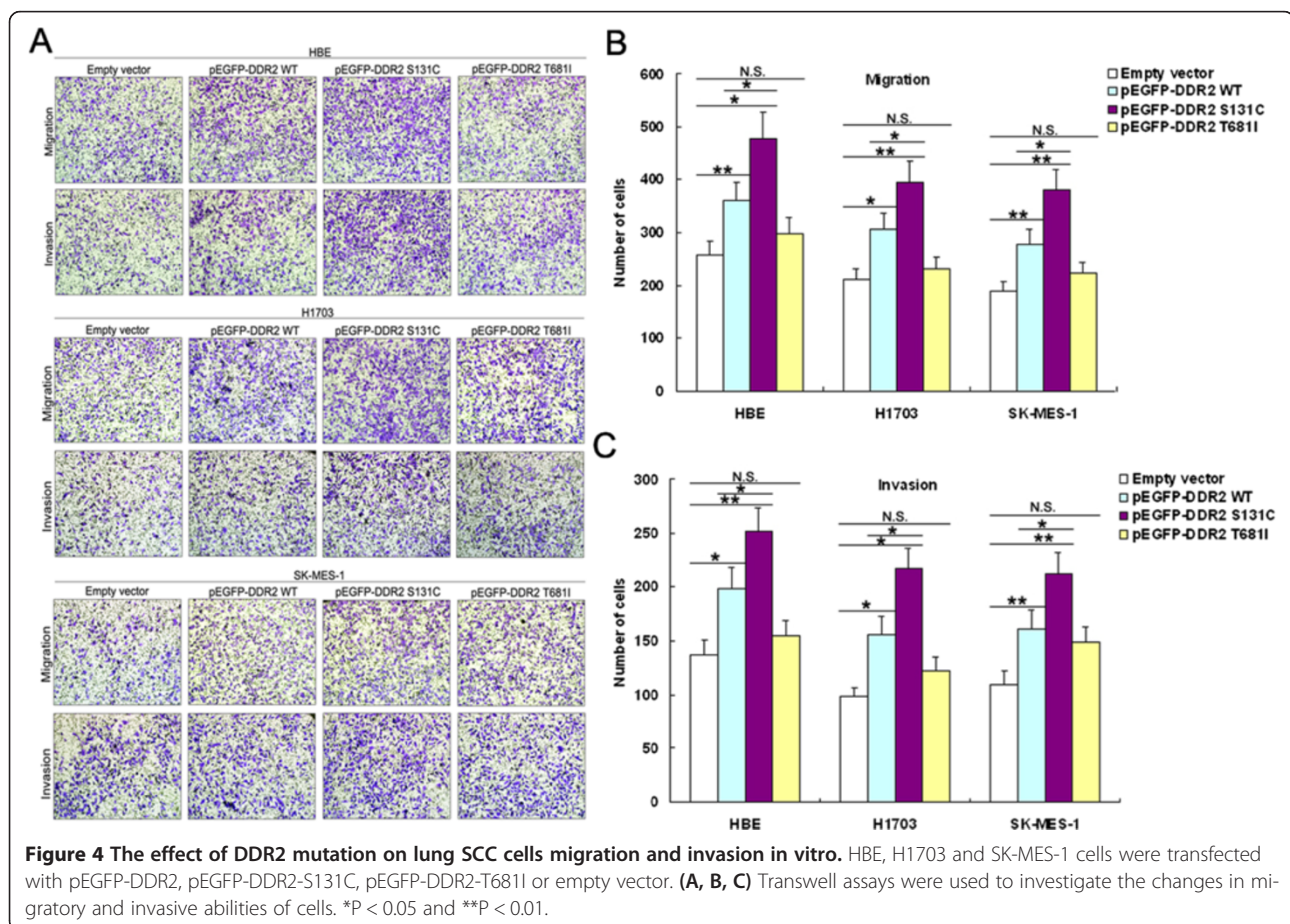 A
HBE
Empty vector pEGFP-DDR2 WT pEGFP-DDR2 S131C pEGFP-DDR2 T681I
Migration
Invasion
H1703
Empty vector pEGFP-DDR2 WT pEGFP-DDR2 S131C pEGFP-DDR2 T681I
Migration
Invasion
SK-MES-1
Empty vector pEGFP-DDR2 WT pEGFP-DDR2 S131C pEGFP-DDR2 T681I
Migration
Invasion
B
Migration
Number of cells
600
500
400
300
200
100
0
N.S.
*
*
**
N.S.
*
**
*
N.S.
*
**
**
HBE H1703 SK-MES-1
Empty vector
pEGFP-DDR2 WT
pEGFP-DDR2 S131C
pEGFP-DDR2 T681I
C
Invasion
Number of cells
300
250
200
150
100
50
0
N.S.
*
**
*
N.S.
*
*
*
N.S.
*
**
**
HBE H1703 SK-MES-1
Empty vector
pEGFP-DDR2 WT
pEGFP-DDR2 S131C
pEGFP-DDR2 T681I
Figure 4 The effect of DDR2 mutation on lung SCC cells migration and invasion in vitro. HBE, H1703 and SK-MES-1 cells were transfected
with pEGFP-DDR2, pEGFP-DDR2-S131C, pEGFP-DDR2-T681I or empty vector. (A, B, C) Transwell assays were used to investigate the changes in mi-
gratory and invasive abilities of cells. *P < 0.05 and **P < 0.01.